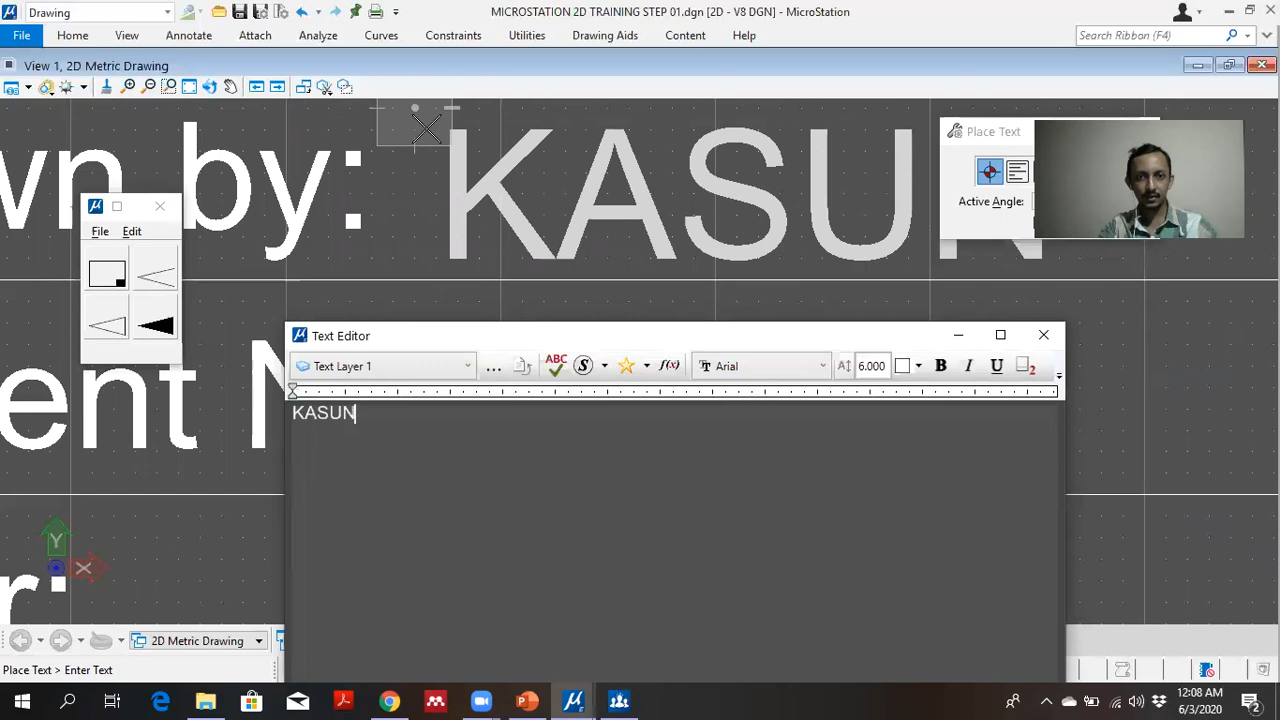 Drawing
MICROSTATION 2D TRAINING STEP 01.dgn [2D - V8 DGN] - MicroStation
File Home View Annotate Attach Analyze Curves Constraints Utilities Drawing Aids Content Help
Search Ribbon (F4)
View 1, 2D Metric Drawing
wn by: KASUN
Place Text
Active Angle:
File Edit
ent N
r:
Text Editor
Text Layer 1
... ABC S f(x) Arial 6.000 B I U
KASUN
Y
X
2D Metric Drawing
Place Text > Enter Text
12:08 AM
6/3/2020
2